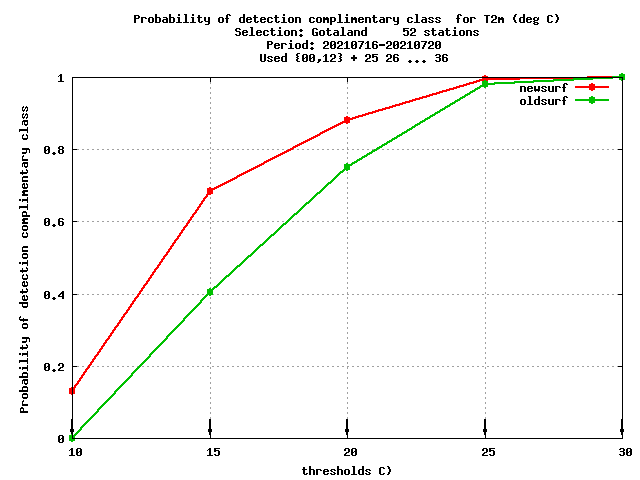 Probability of detection complimentary class  for T2m (deg C)
Selection: Gotaland     52 stations
Period: 20210716-20210720
Used {00,12} + 25 26 ... 36
newsurf
oldsurf
Probability of detection complimentary class
1
0.8
0.6
0.4
0.2
0
10 15 20 25 30
thresholds C)